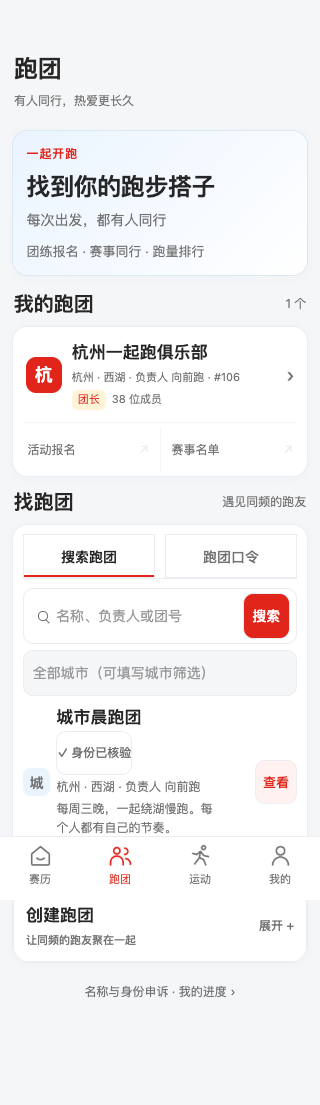 跑团
有人同行，热爱更长久
一起开跑
找到你的跑步搭子
每次出发，都有人同行
团练报名 · 赛事同行 · 跑量排行
我的跑团
1 个
杭
杭州一起跑俱乐部
杭州 · 西湖 · 负责人 向前跑 · #106
团长 38 位成员
活动报名
赛事名单
找跑团
遇见同频的跑友
搜索跑团
跑团口令
名称、负责人或团号
搜索
全部城市（可填写城市筛选）
城
城市晨跑团
✓ 身份已核验
杭州 · 西湖 · 负责人 向前跑
每周三晚，一起绕湖慢跑。每
个人都有自己的节奏。
查看
赛历
跑团
运动
我的
创建跑团
让同频的跑友聚在一起
展开 +
名称与身份申诉 · 我的进度 ›